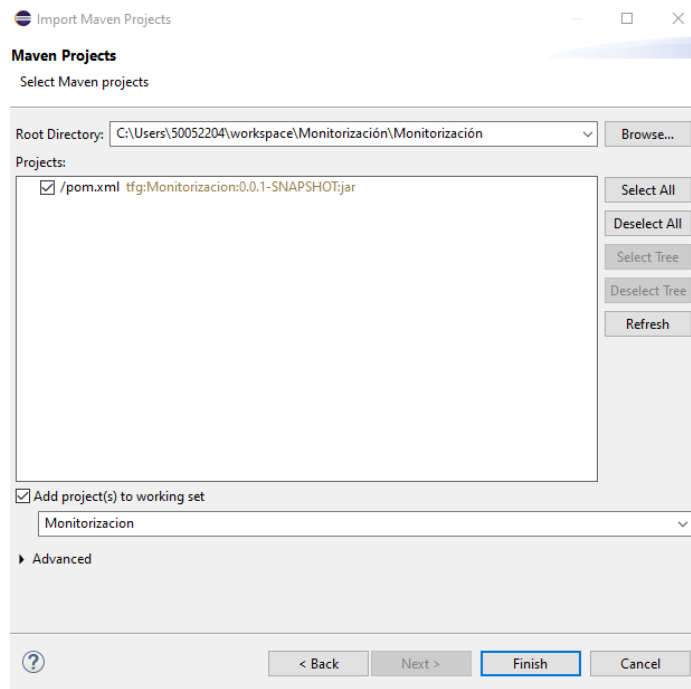 Import Maven Projects
Maven Projects
Select Maven projects
Root Directory: C:\Users\50052204\workspace\Monitorización\Monitorización Browse...
Projects:
/pom.xml tfg:Monitorizacion:0.0.1-SNAPSHOT:jar
Select All
Deselect All
Select Tree
Deselect Tree
Refresh
Add project(s) to working set
Monitorizacion
Advanced
? < Back Next > Finish Cancel